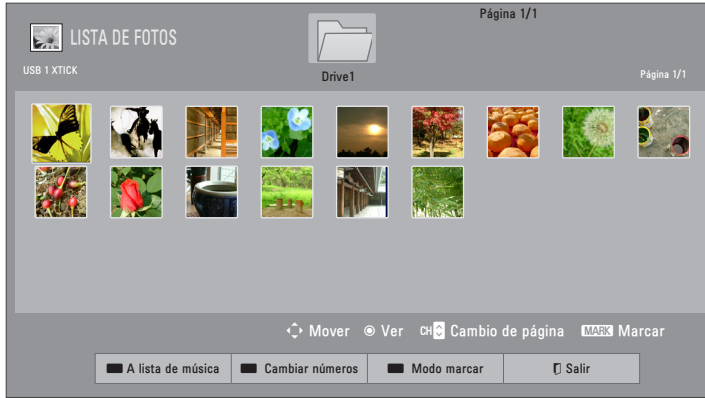 Página 1/1
LISTA DE FOTOS
USB 1 XTICK
Drive1
Página 1/1
Mover Ver CH Cambio de página MARK Marcar
A lista de música Cambiar números Modo marcar Salir